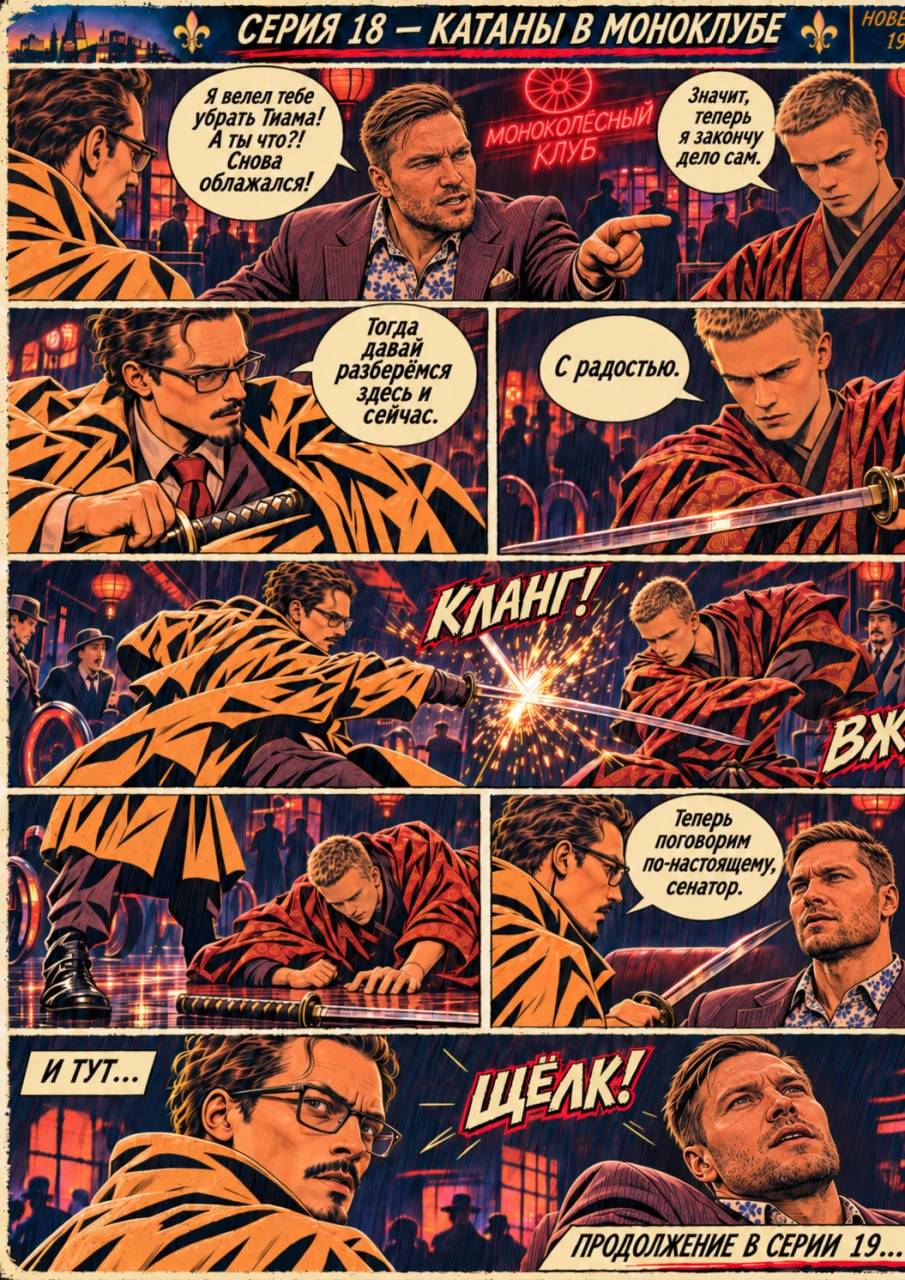 СЕРИЯ 18 — КАТАНЫ В МОНОКЛУБЕ
Я велел тебе
убрать Тиама!
А ты что?!
Снова
облажался!
МОНОКОЛЁСНЫЙ
КЛУБ
Значит,
теперь
я закончу
дело сам.
Тогда
давай
разберёмся
здесь и
сейчас.
С радостью.
КЛАНГ!
ВЖ
Теперь
поговорим
по-настоящему,
сенатор.
И ТУТ...
ЩЁЛК!
ПРОДОЛЖЕНИЕ В СЕРИИ 19...